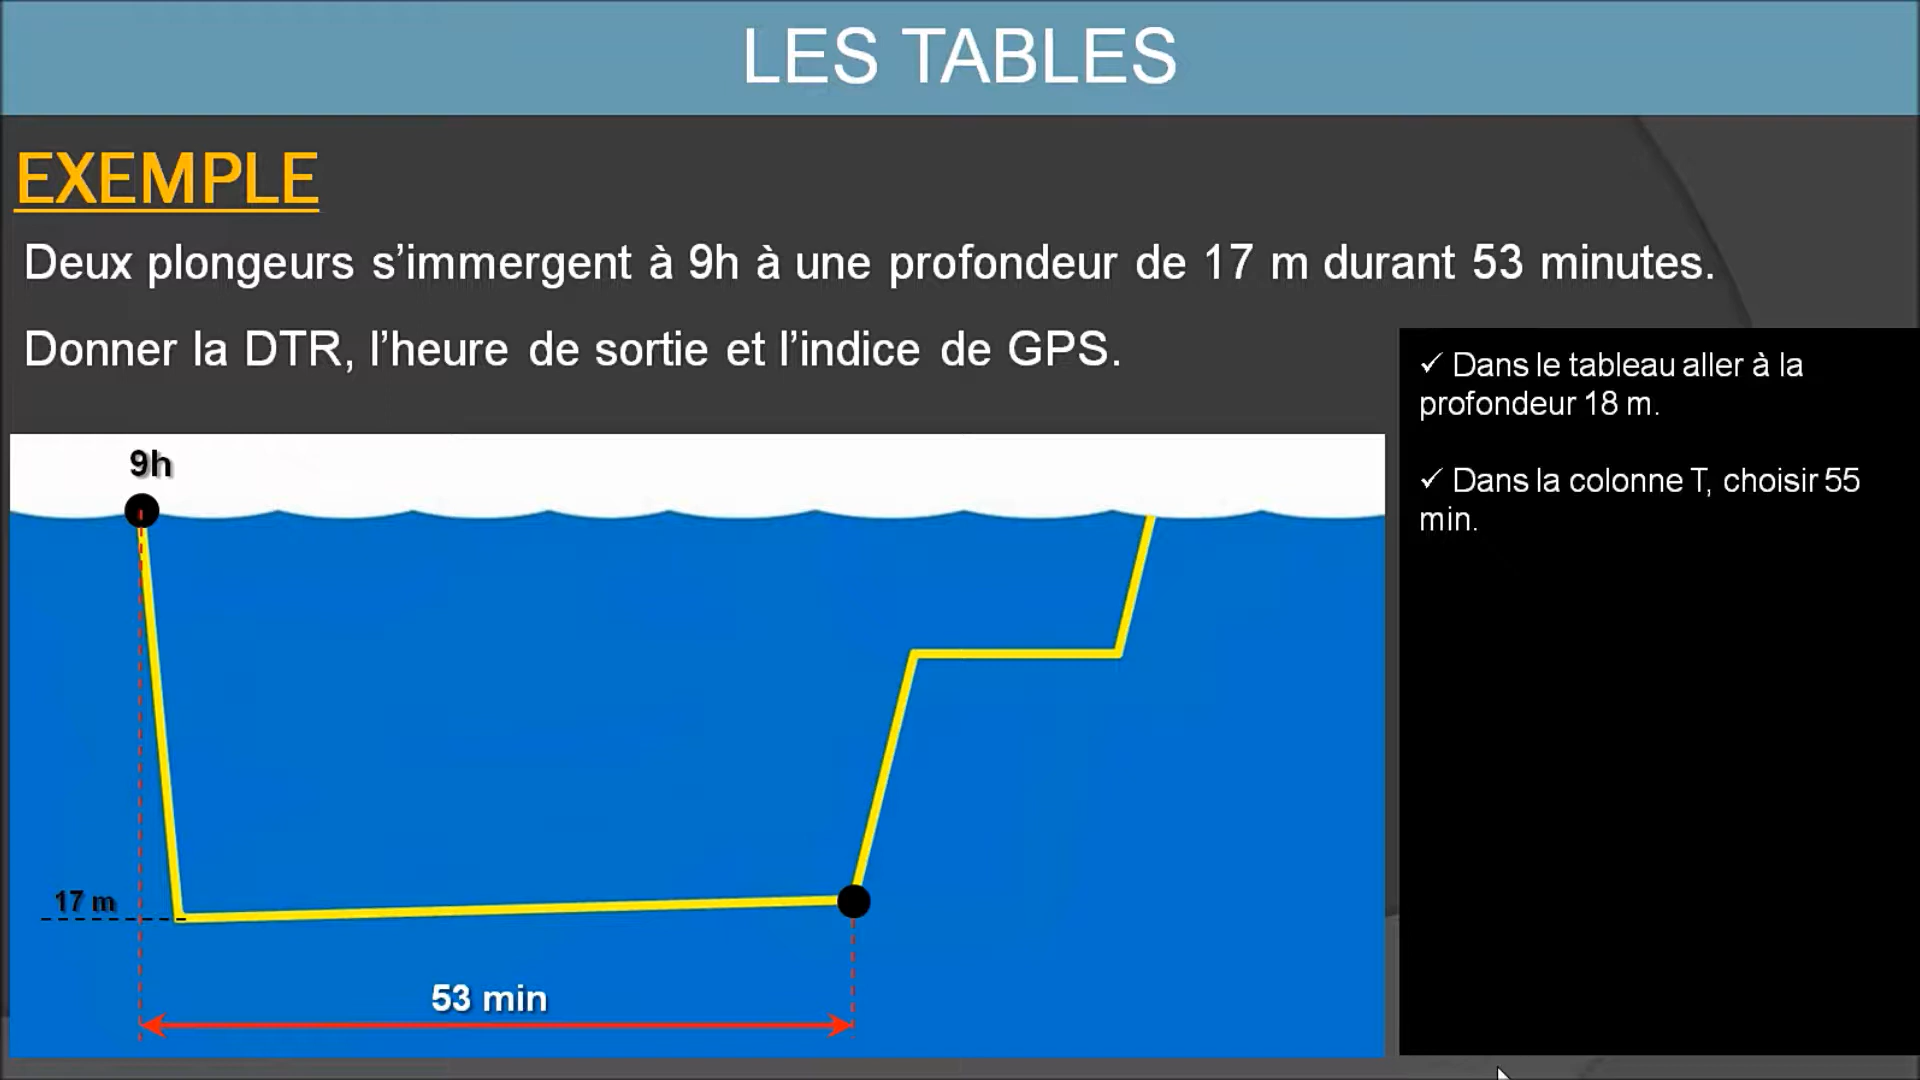 LES TABLES
EXEMPLE
Deux plongeurs s’immergent à 9h à une profondeur de 17 m durant 53 minutes.
Donner la DTR, l’heure de sortie et l’indice de GPS.
✓ Dans le tableau aller à la
profondeur 18 m.
✓ Dans la colonne T, choisir 55
min.
9h
17 m
53 min